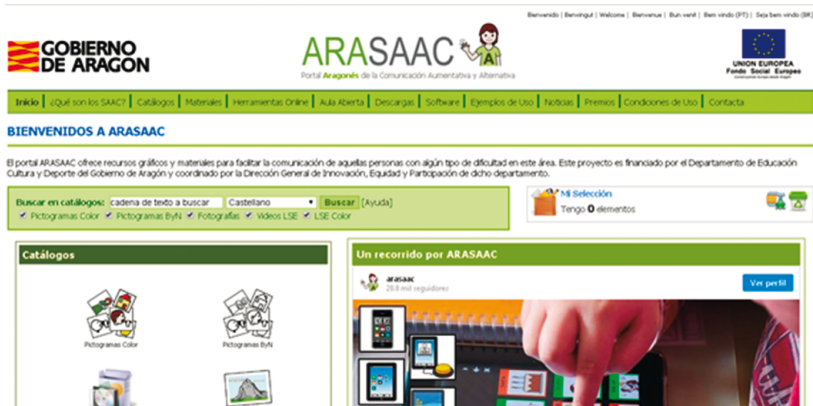 Benvenido | Benvingut | Welcome | Bienvenue | Bun venit | Bem vindo (PT) | Seja bem vindo (BR)
GOBIERNO
DE ARAGON
ARASAAC
Portal Aragonés de la Comunicación Aumentativa y Alternativa
UNION EUROPEA
Fondo Social Europeo
Inicio | ¿Qué son los SAAC? | Catálogos | Materiales | Herramientas Online | Aula Abierta | Descargas | Software | Ejemplos de Uso | Noticias | Premios | Condiciones de Uso | Contacta
BIENVENIDOS A ARASAAC
El portal ARASAAC ofrece recursos gráficos y materiales para facilitar la comunicación de aquellas personas con algún tipo de dificultad en este área. Este proyecto es financiado por el Departamento de Educación
Cultura y Deporte del Gobierno de Aragón y coordinado por la Dirección General de Innovación, Equidad y Participación de dicho departamento.
Buscar en catálogos: cadena de texto a buscar Castellano Buscar [Ayuda]
Pictogramas Color Pictogramas ByN Fotografías Videos LSE LSE Color
Mi Selección
Tengo 0 elementos
Catálogos
Pictogramas Color
Pictogramas ByN
Un recorrido por ARASAAC
arasaac
28.8 mil seguidores
Ver perfil